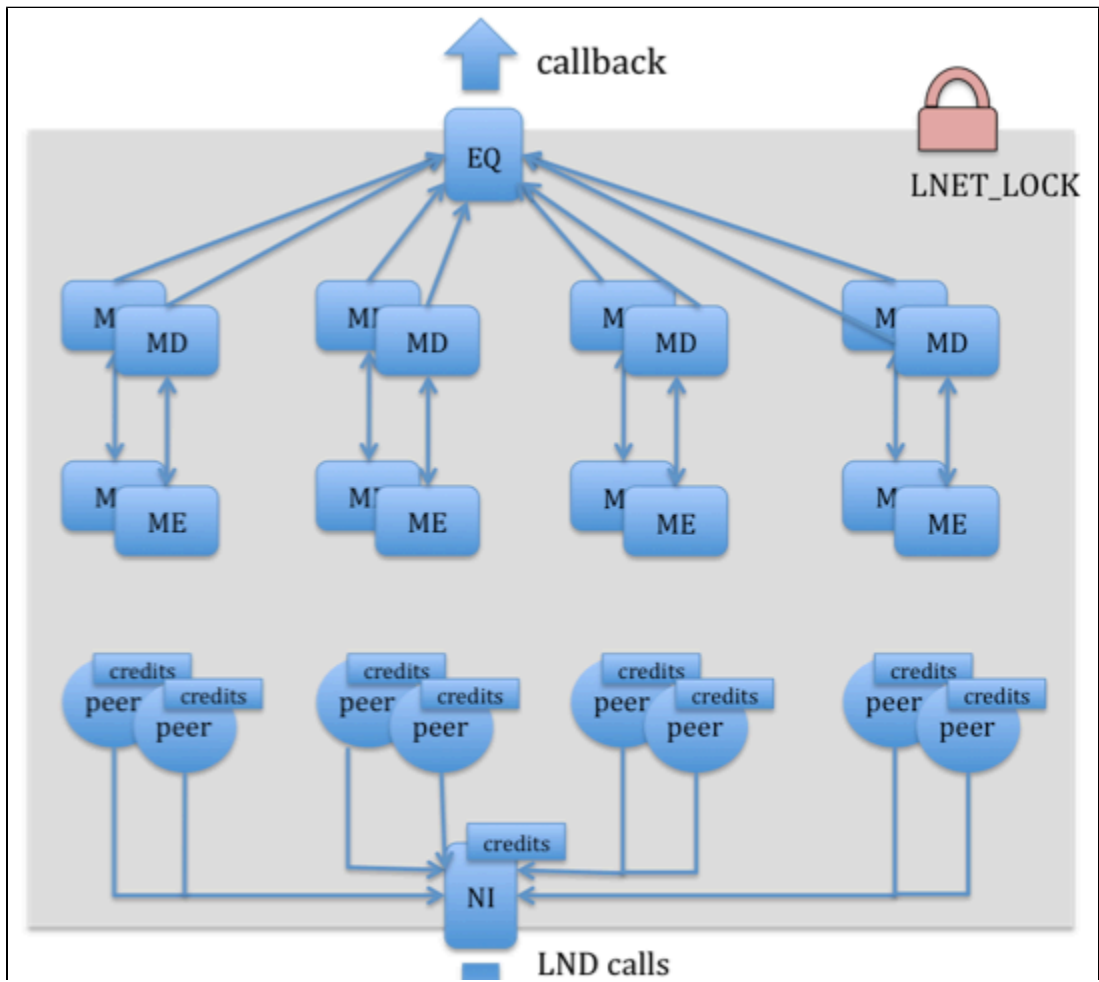 callback
EQ
LNET_LOCK
M
MD
M
MD
M
MD
M
MD
M
ME
M
ME
M
ME
M
ME
credits
peer
credits
peer
credits
peer
credits
peer
credits
peer
credits
peer
credits
peer
credits
peer
credits
NI
LND calls